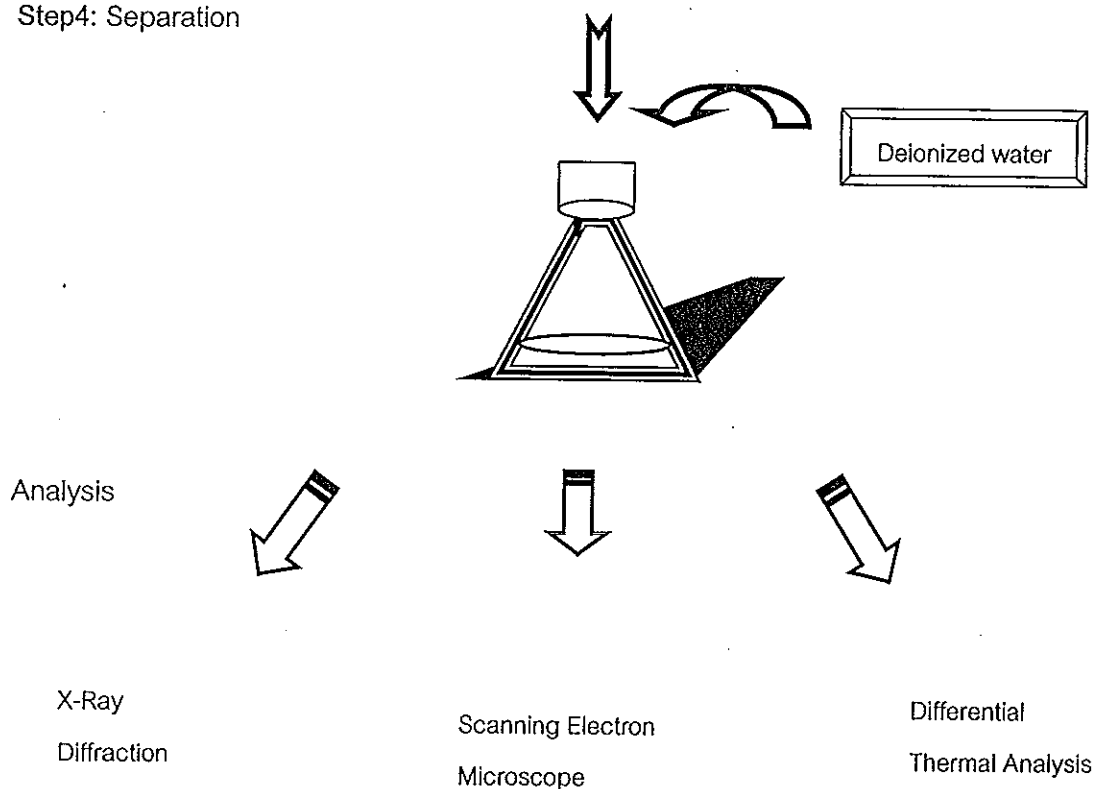 Step4: Separation
Deionized water
Analysis
X-Ray
Diffraction
Scanning Electron
Microscope
Differential
Thermal Analysis